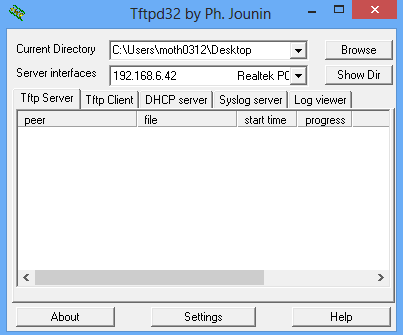 Tftpd32 by Ph. Jounin
Current Directory C:\Users\moth0312\Desktop Browse
Server interfaces 192.168.6.42 Realtek PC Show Dir
Tftp Server Tftp Client DHCP server Syslog server Log viewer
peer file start time progress
About Settings Help